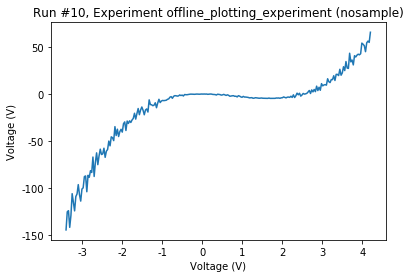 Run #10, Experiment offline_plotting_experiment (nosample)
50
0
-50
-100
-150
Voltage (V)
-3 -2 -1 0 1 2 3 4
Voltage (V)